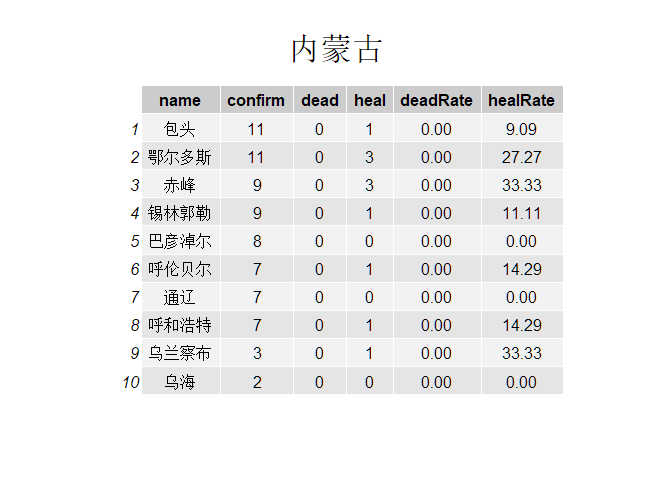 内蒙古
name confirm dead heal deadRate healRate
1 包头 11 0 1 0.00 9.09
2 鄂尔多斯 11 0 3 0.00 27.27
3 赤峰 9 0 3 0.00 33.33
4 锡林郭勒 9 0 1 0.00 11.11
5 巴彦淖尔 8 0 0 0.00 0.00
6 呼伦贝尔 7 0 1 0.00 14.29
7 通辽 7 0 0 0.00 0.00
8 呼和浩特 7 0 1 0.00 14.29
9 乌兰察布 3 0 1 0.00 33.33
10 乌海 2 0 0 0.00 0.00